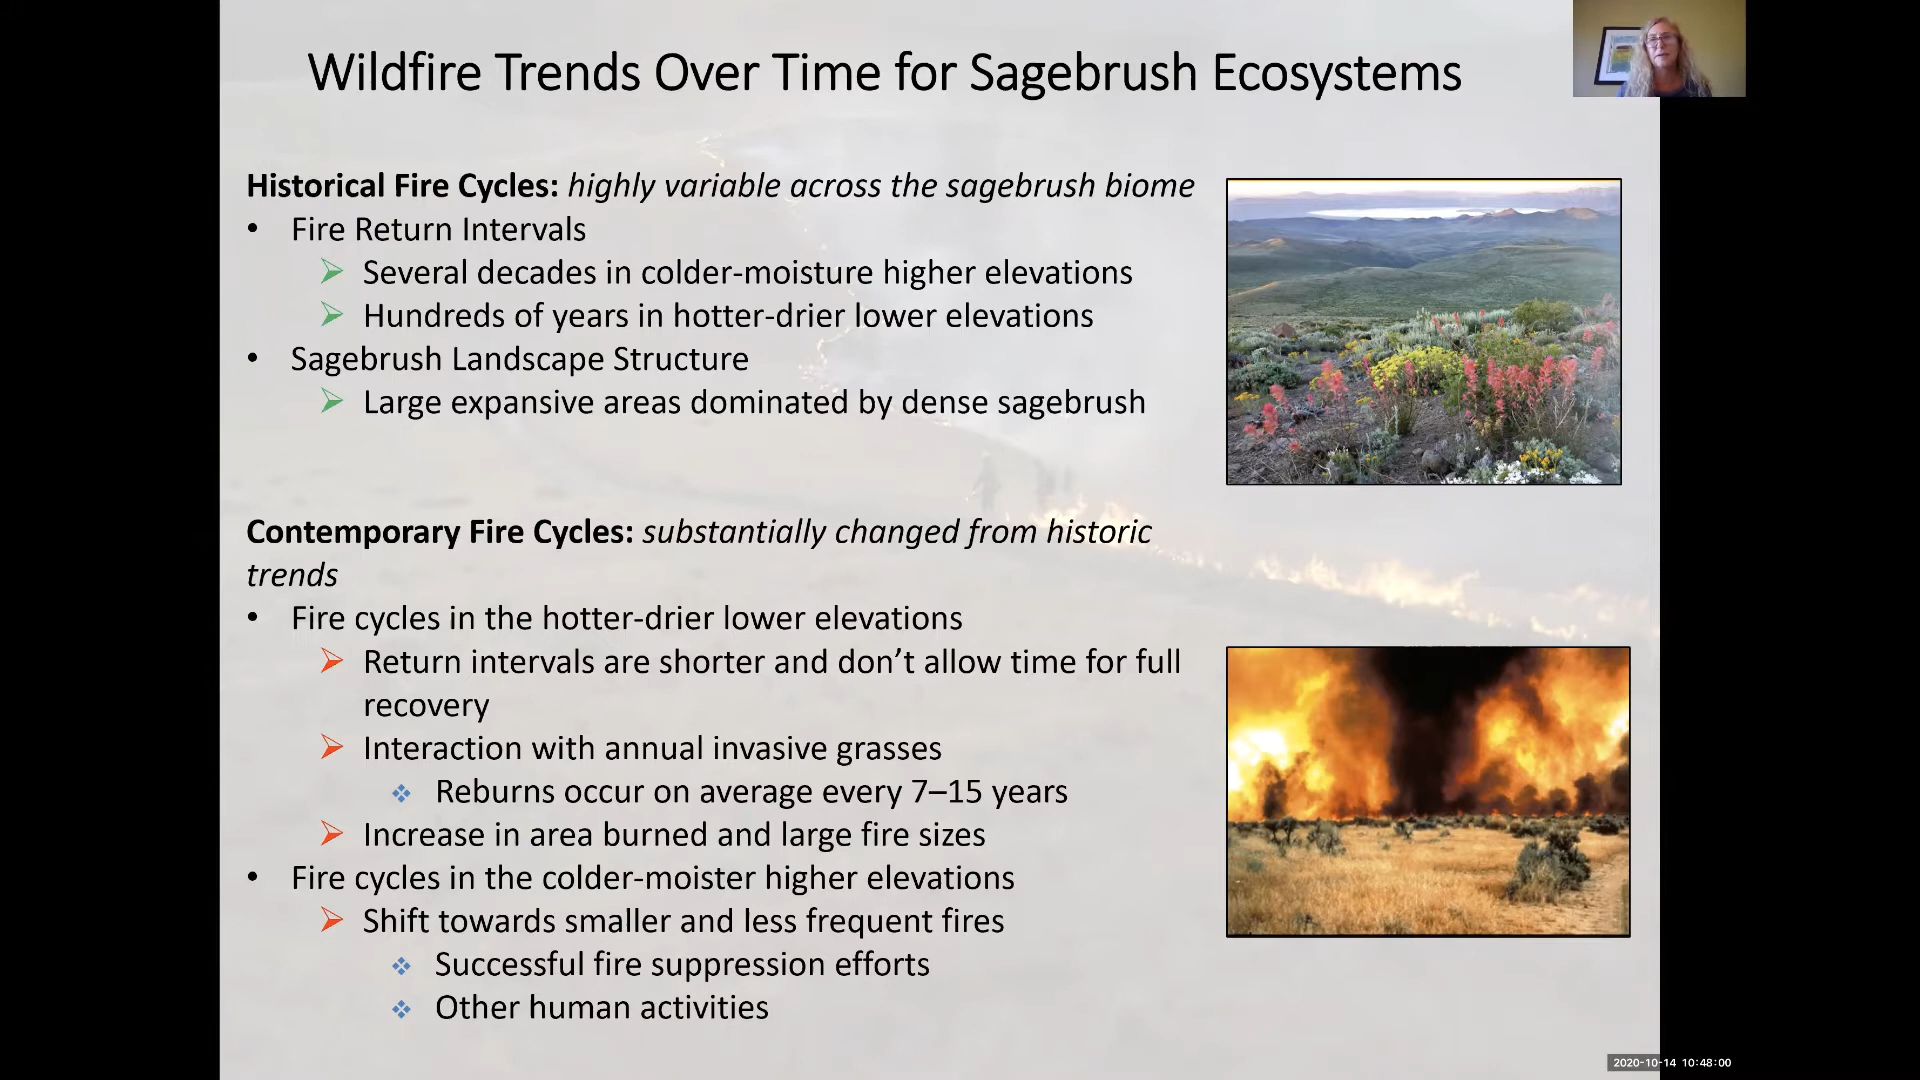 Wildfire Trends Over Time for Sagebrush Ecosystems
Historical Fire Cycles: highly variable across the sagebrush biome
• Fire Return Intervals
➢ Several decades in colder-moisture higher elevations
➢ Hundreds of years in hotter-drier lower elevations
• Sagebrush Landscape Structure
➢ Large expansive areas dominated by dense sagebrush
Contemporary Fire Cycles: substantially changed from historic
trends
• Fire cycles in the hotter-drier lower elevations
➢ Return intervals are shorter and don’t allow time for full
recovery
➢ Interaction with annual invasive grasses
❖ Reburns occur on average every 7–15 years
➢ Increase in area burned and large fire sizes
• Fire cycles in the colder-moister higher elevations
➢ Shift towards smaller and less frequent fires
❖ Successful fire suppression efforts
❖ Other human activities
2020-10-14 10:48:00